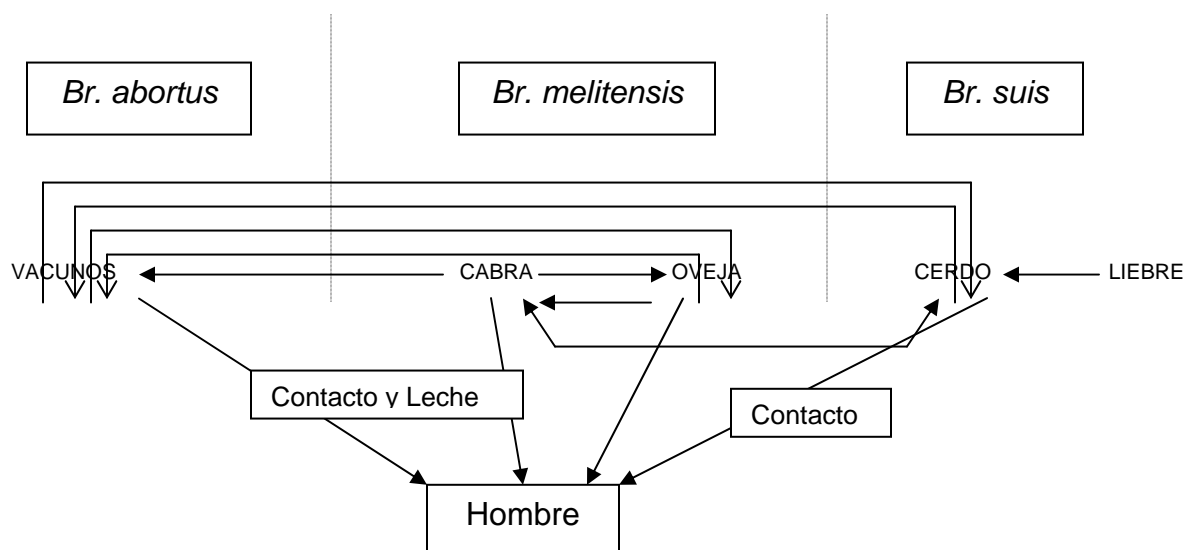 Br. abortus
Br. melitensis
Br. suis
VACUNOS
CABRA
OVEJA
CERDO
LIEBRE
Contacto y Leche
Contacto
Hombre